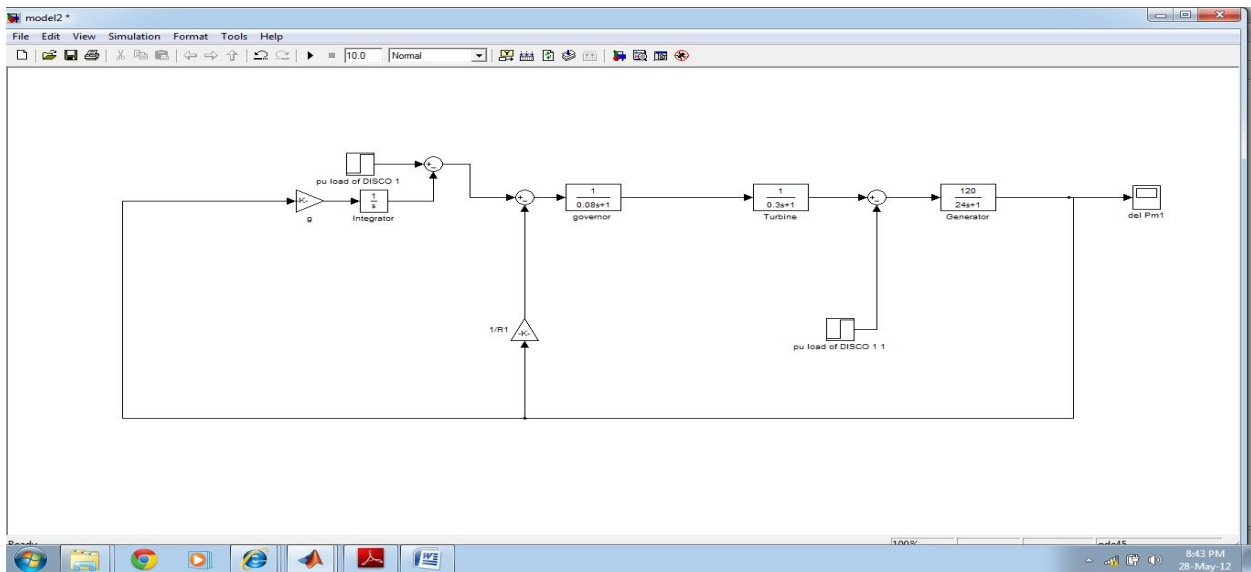 model2 *
File Edit View Simulation Format Tools Help
10.0 Normal
pu load of DISCO 1
-K-
g
1
s
Integrator
1
0.08s+1
governor
1
0.3s+1
Turbine
120
24s+1
Generator
del Pm1
1/R1
-K-
pu load of DISCO 1 1
Ready 100% ode45
8:43 PM
28-May-12